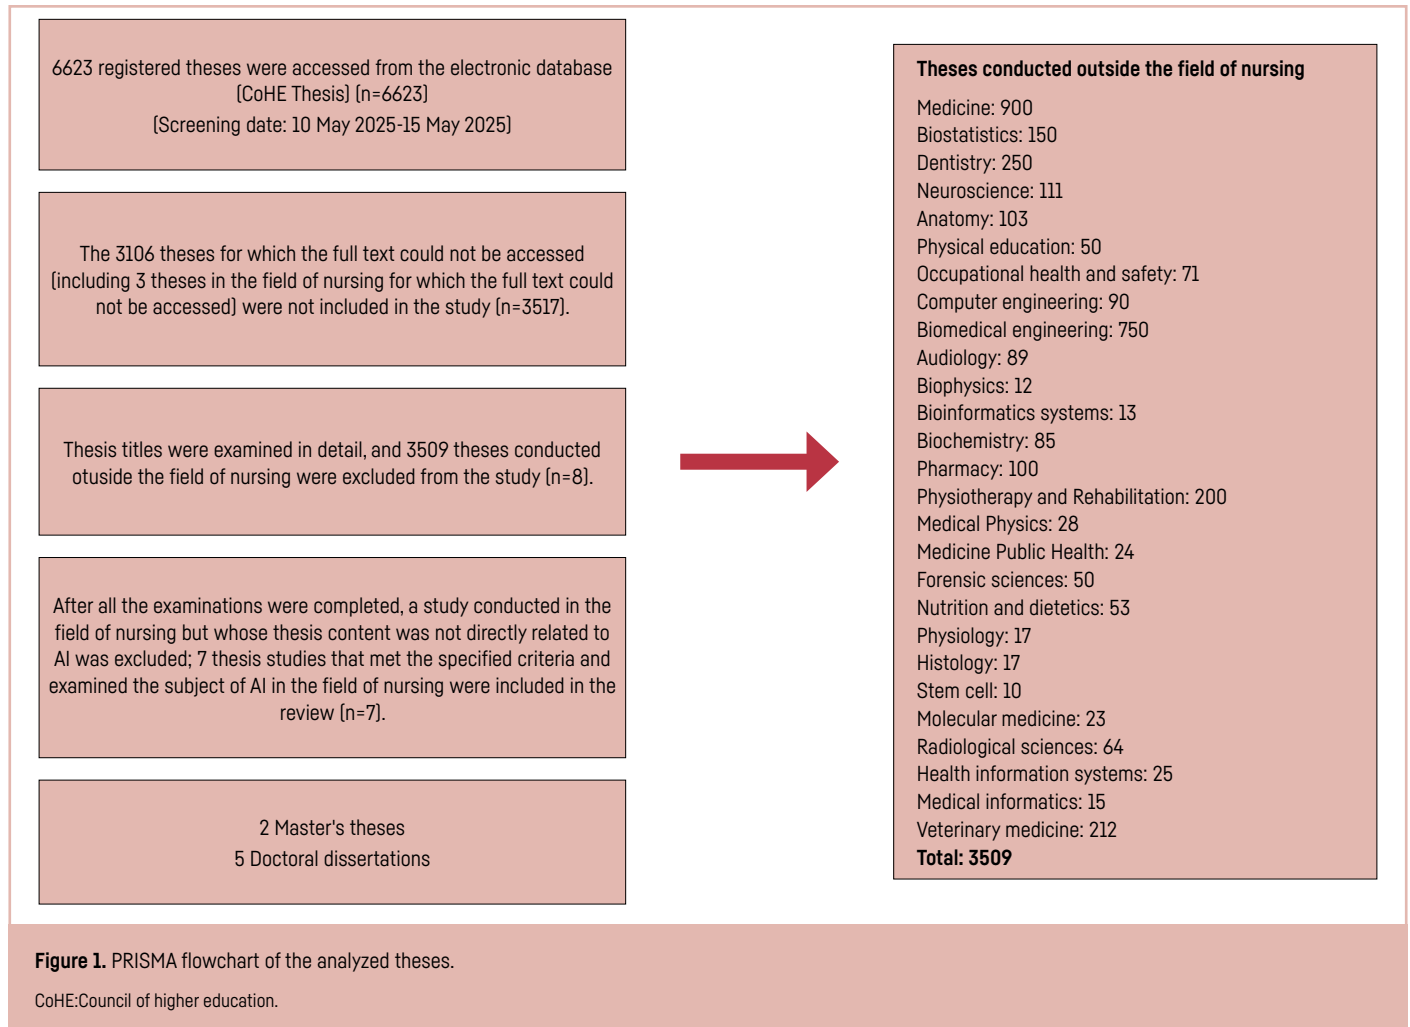 6623 registered theses were accessed from the electronic database
(CoHE Thesis) (n=6623)
(Screening date: 10 May 2025-15 May 2025)
The 3106 theses for which the full text could not be accessed
(including 3 theses in the field of nursing for which the full text could
not be accessed) were not included in the study (n=3517).
Thesis titles were examined in detail, and 3509 theses conducted
otuside the field of nursing were excluded from the study (n=8).
After all the examinations were completed, a study conducted in the
field of nursing but whose thesis content was not directly related to
AI was excluded; 7 thesis studies that met the specified criteria and
examined the subject of AI in the field of nursing were included in the
review (n=7).
2 Master's theses
5 Doctoral dissertations
Theses conducted outside the field of nursing
Medicine: 900
Biostatistics: 150
Dentistry: 250
Neuroscience: 111
Anatomy: 103
Physical education: 50
Occupational health and safety: 71
Computer engineering: 90
Biomedical engineering: 750
Audiology: 89
Biophysics: 12
Bioinformatics systems: 13
Biochemistry: 85
Pharmacy: 100
Physiotherapy and Rehabilitation: 200
Medical Physics: 28
Medicine Public Health: 24
Forensic sciences: 50
Nutrition and dietetics: 53
Physiology: 17
Histology: 17
Stem cell: 10
Molecular medicine: 23
Radiological sciences: 64
Health information systems: 25
Medical informatics: 15
Veterinary medicine: 212
Total: 3509
Figure 1. PRISMA flowchart of the analyzed theses.
CoHE:Council of higher education.